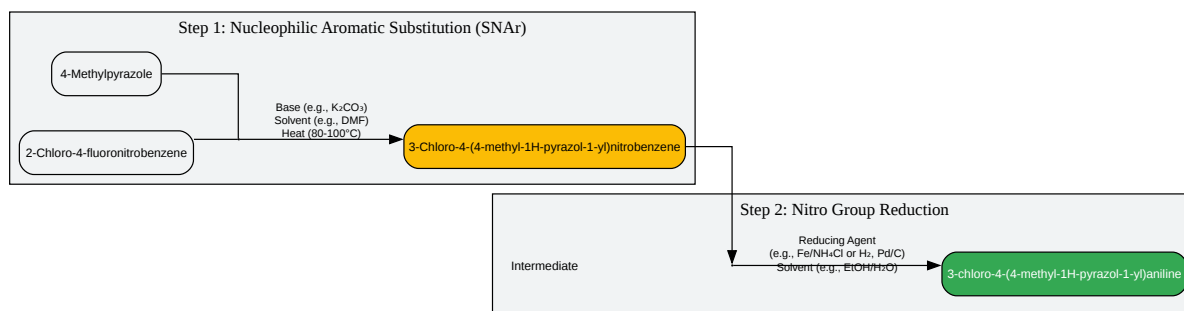 Step 1: Nucleophilic Aromatic Substitution (SNAr)
4-Methylpyrazole
2-Chloro-4-fluoronitrobenzene
Base (e.g., K₂CO₃)
Solvent (e.g., DMF)
Heat (80-100°C)
3-Chloro-4-(4-methyl-1H-pyrazol-1-yl)nitrobenzene
Step 2: Nitro Group Reduction
Intermediate
Reducing Agent
(e.g., Fe/NH₄Cl or H₂, Pd/C)
Solvent (e.g., EtOH/H₂O)
3-chloro-4-(4-methyl-1H-pyrazol-1-yl)aniline